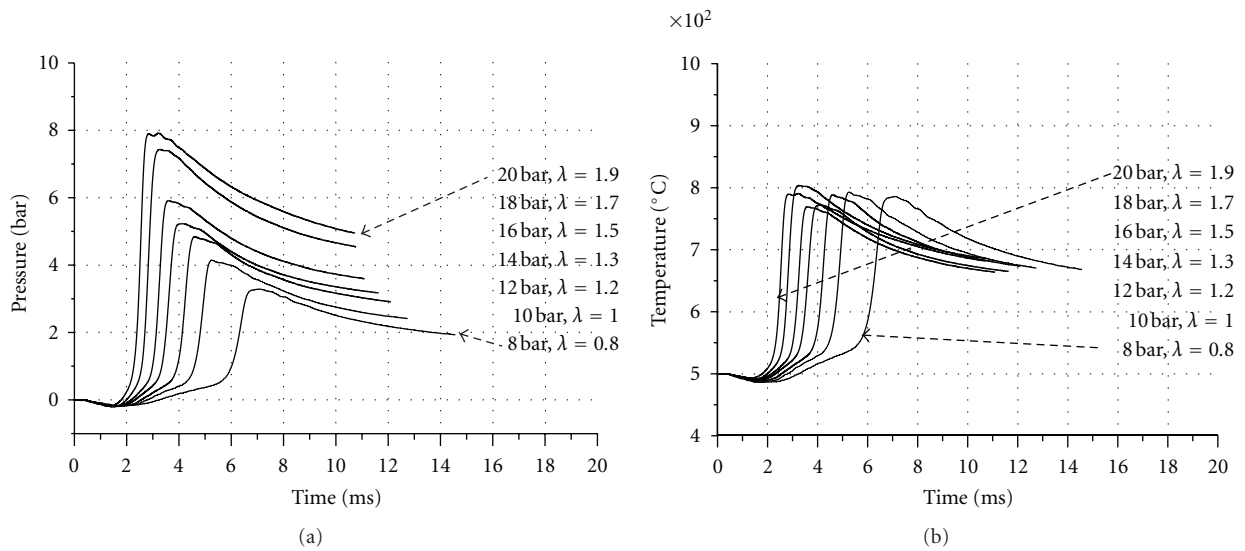 10
8
6
4
2
0
Pressure (bar)
0 2 4 6 8 10 12 14 16 18 20
Time (ms)
20 bar, λ = 1.9
18 bar, λ = 1.7
16 bar, λ = 1.5
14 bar, λ = 1.3
12 bar, λ = 1.2
10 bar, λ = 1
8 bar, λ = 0.8
(a)
×10²
10
9
8
7
6
5
4
Temperature (°C)
0 2 4 6 8 10 12 14 16 18 20
Time (ms)
20 bar, λ = 1.9
18 bar, λ = 1.7
16 bar, λ = 1.5
14 bar, λ = 1.3
12 bar, λ = 1.2
10 bar, λ = 1
8 bar, λ = 0.8
(b)